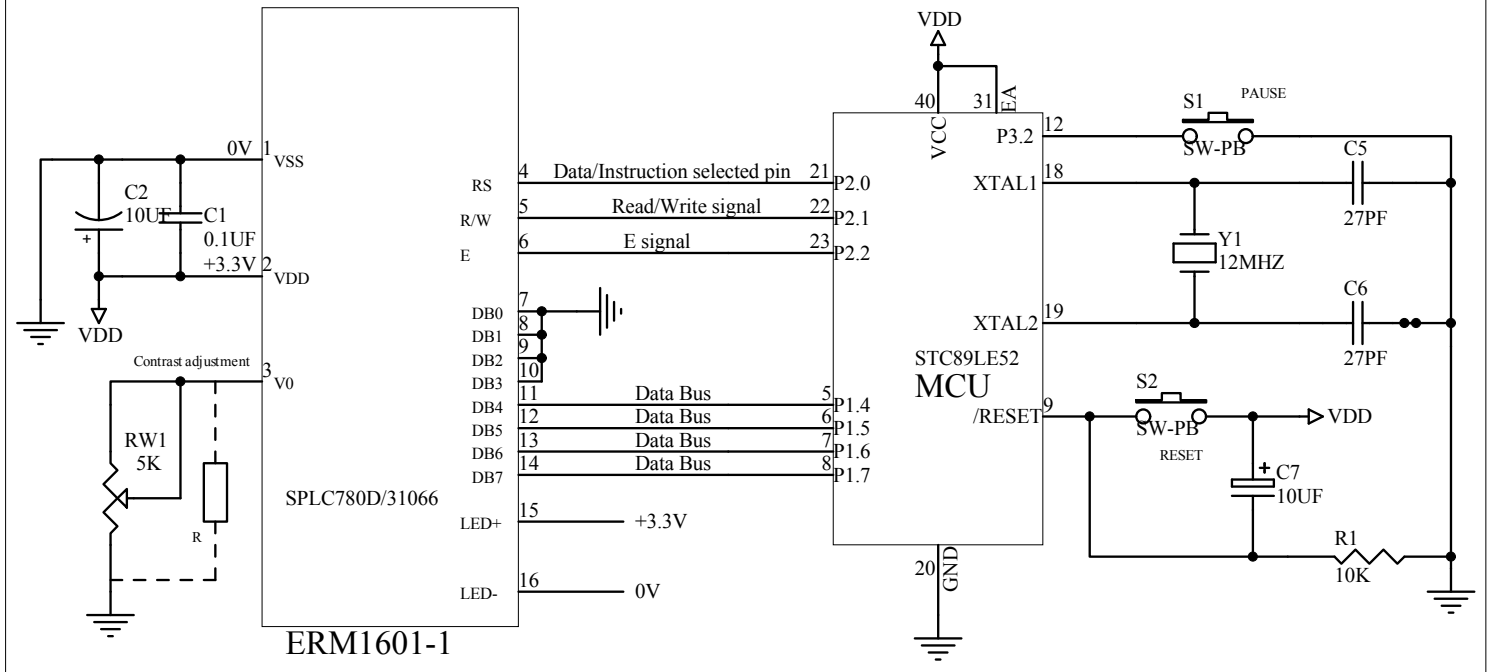 0V
1
VSS
C2
10UF
C1
0.1UF
+3.3V
2
VDD
VDD
Contrast adjustment
3
V0
RW1
5K
R
SPLC780D/31066
ERM1601-1
RS
4
Data/Instruction selected pin
21
P2.0
R/W
5
Read/Write signal
22
P2.1
E
6
E signal
23
P2.2
DB0
7
DB1
8
DB2
9
DB3
10
DB4
11
Data Bus
5
P1.4
DB5
12
Data Bus
6
P1.5
DB6
13
Data Bus
7
P1.6
DB7
14
Data Bus
8
P1.7
LED+
15
+3.3V
LED-
16
0V
VDD
40
VCC
31
EA
P3.2
12
S1
PAUSE
SW-PB
XTAL1
18
C5
27PF
Y1
12MHZ
XTAL2
19
C6
27PF
STC89LE52
MCU
/RESET
9
S2
SW-PB
RESET
VDD
C7
+
10UF
R1
10K
20
GND
+